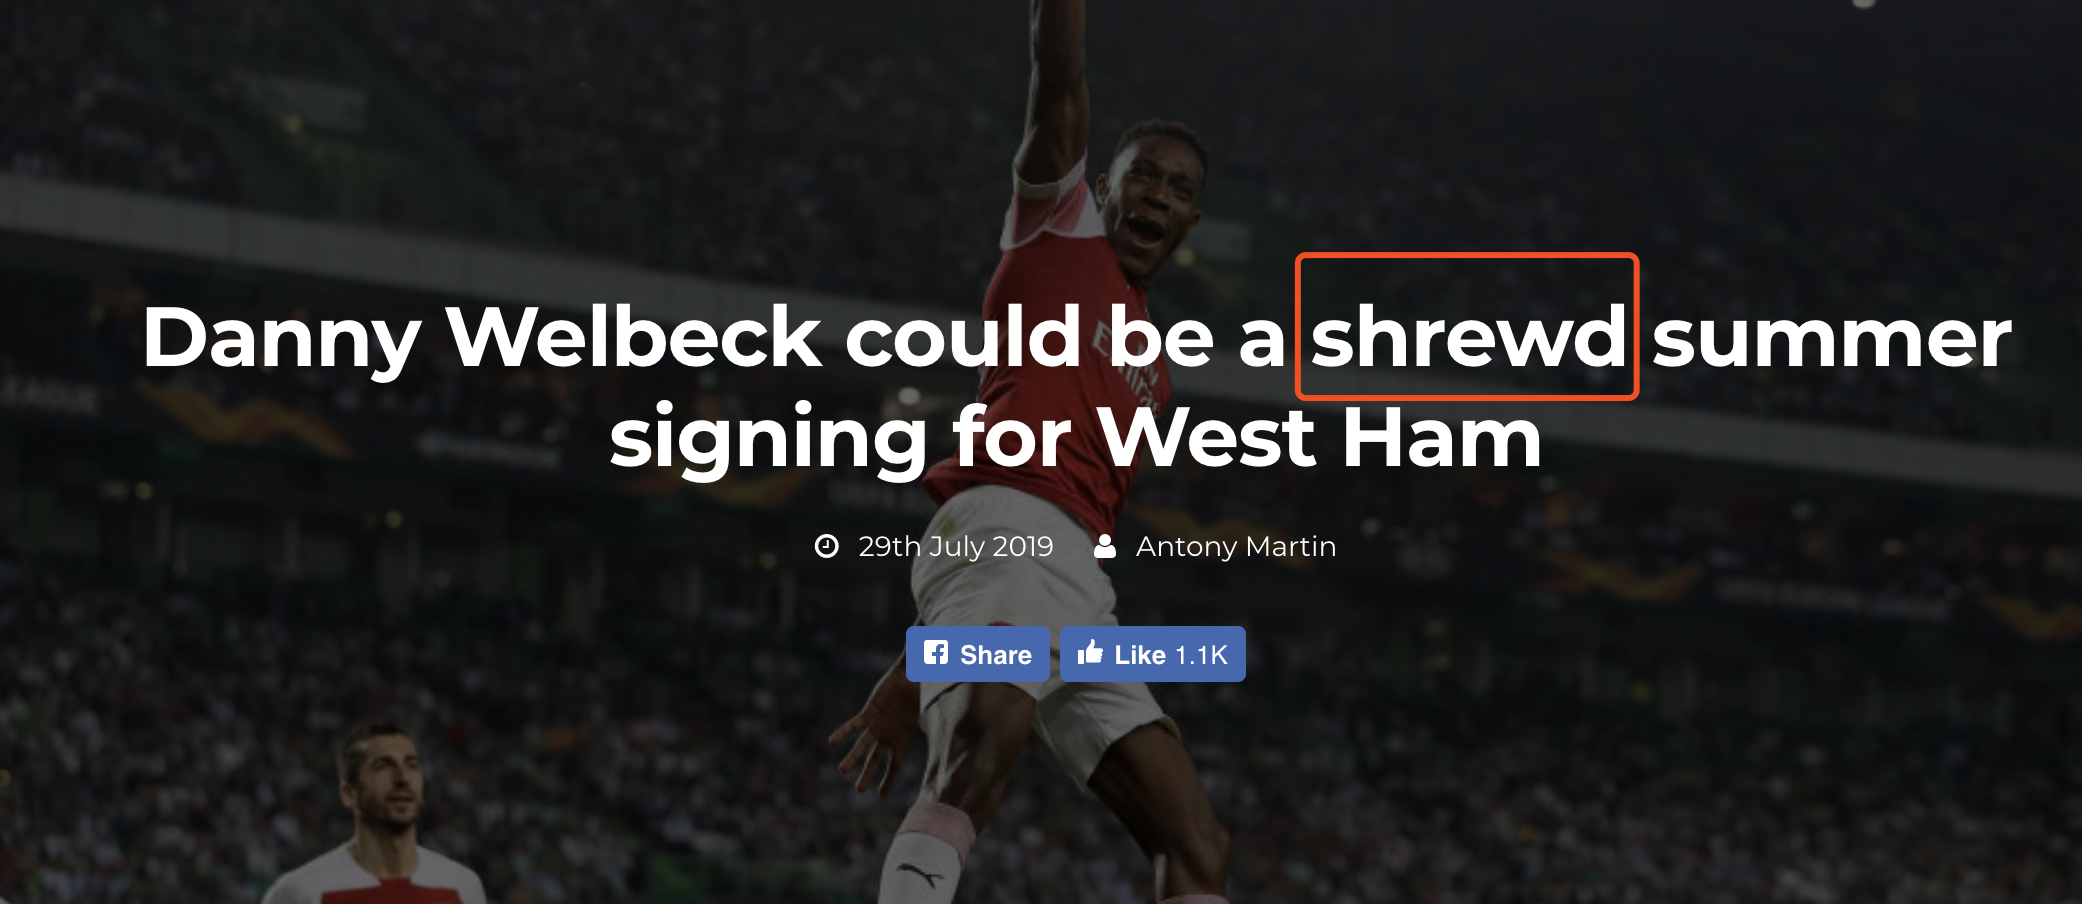 Danny Welbeck could be a shrewd summer
signing for West Ham
29th July 2019 Antony Martin
Share Like 1.1K